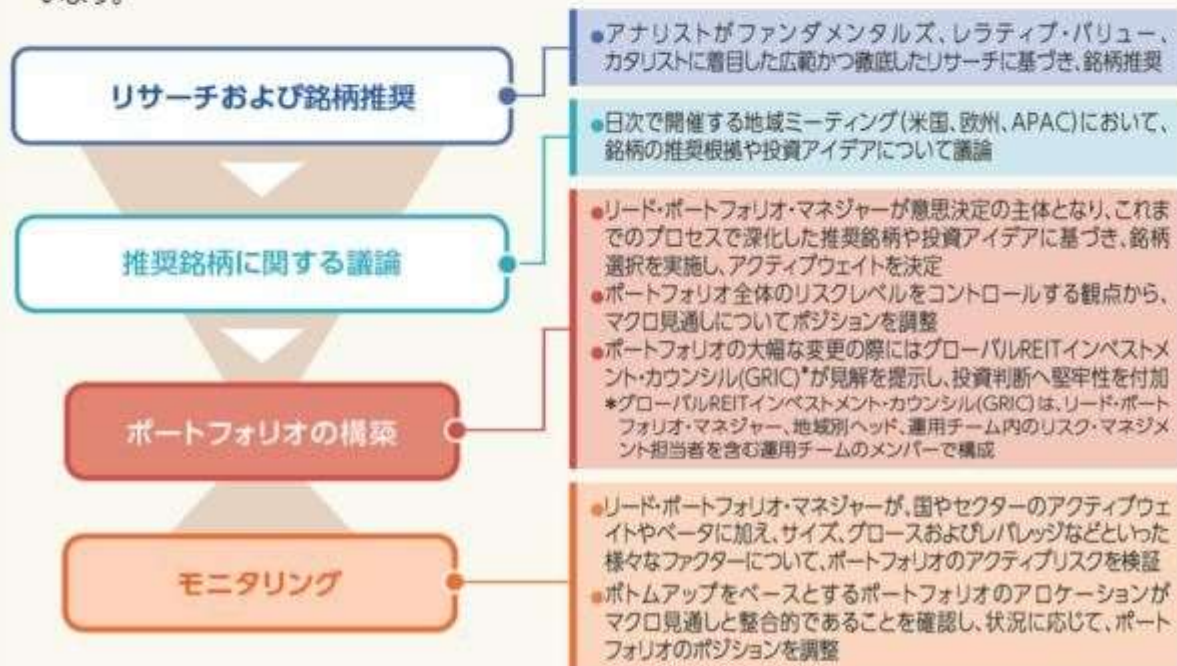 います。
リサーチおよび銘柄推奨
●アナリストがファンダメンタルズ、レラティブ・バリュー、
カタリストに着目した広範かつ徹底したリサーチに基づき、銘柄推奨
推奨銘柄に関する議論
●日次で開催する地域ミーティング(米国、欧州、APAC)において、
銘柄の推奨根拠や投資アイデアについて議論
ポートフォリオの構築
●リード・ポートフォリオ・マネジャーが意思決定の主体となり、これま
でのプロセスで深化した推奨銘柄や投資アイデアに基づき、銘柄
選択を実施し、アクティブウェイトを決定
●ポートフォリオ全体のリスクレベルをコントロールする観点から、
マクロ見通しについてポジションを調整
●ポートフォリオの大幅な変更の際にはグローバルREITインベストメ
ント・カウンシル(GRIC)*が見解を提示し、投資判断へ堅牢性を付加
*グローバルREITインベストメント・カウンシル(GRIC)は、リード・ポート
フォリオ・マネジャー、地域別ヘッド、運用チーム内のリスク・マネジメ
ント担当者を含む運用チームのメンバーで構成
モニタリング
●リード・ポートフォリオ・マネジャーが、国やセクターのアクティブウェ
イトやベータに加え、サイズ、グロースおよびレバレッジなどといった
様々なファクターについて、ポートフォリオのアクティブリスクを検証
●ボトムアップをベースとするポートフォリオのアロケーションが
マクロ見通しと整合的であることを確認し、状況に応じて、ポート
フォリオのポジションを調整